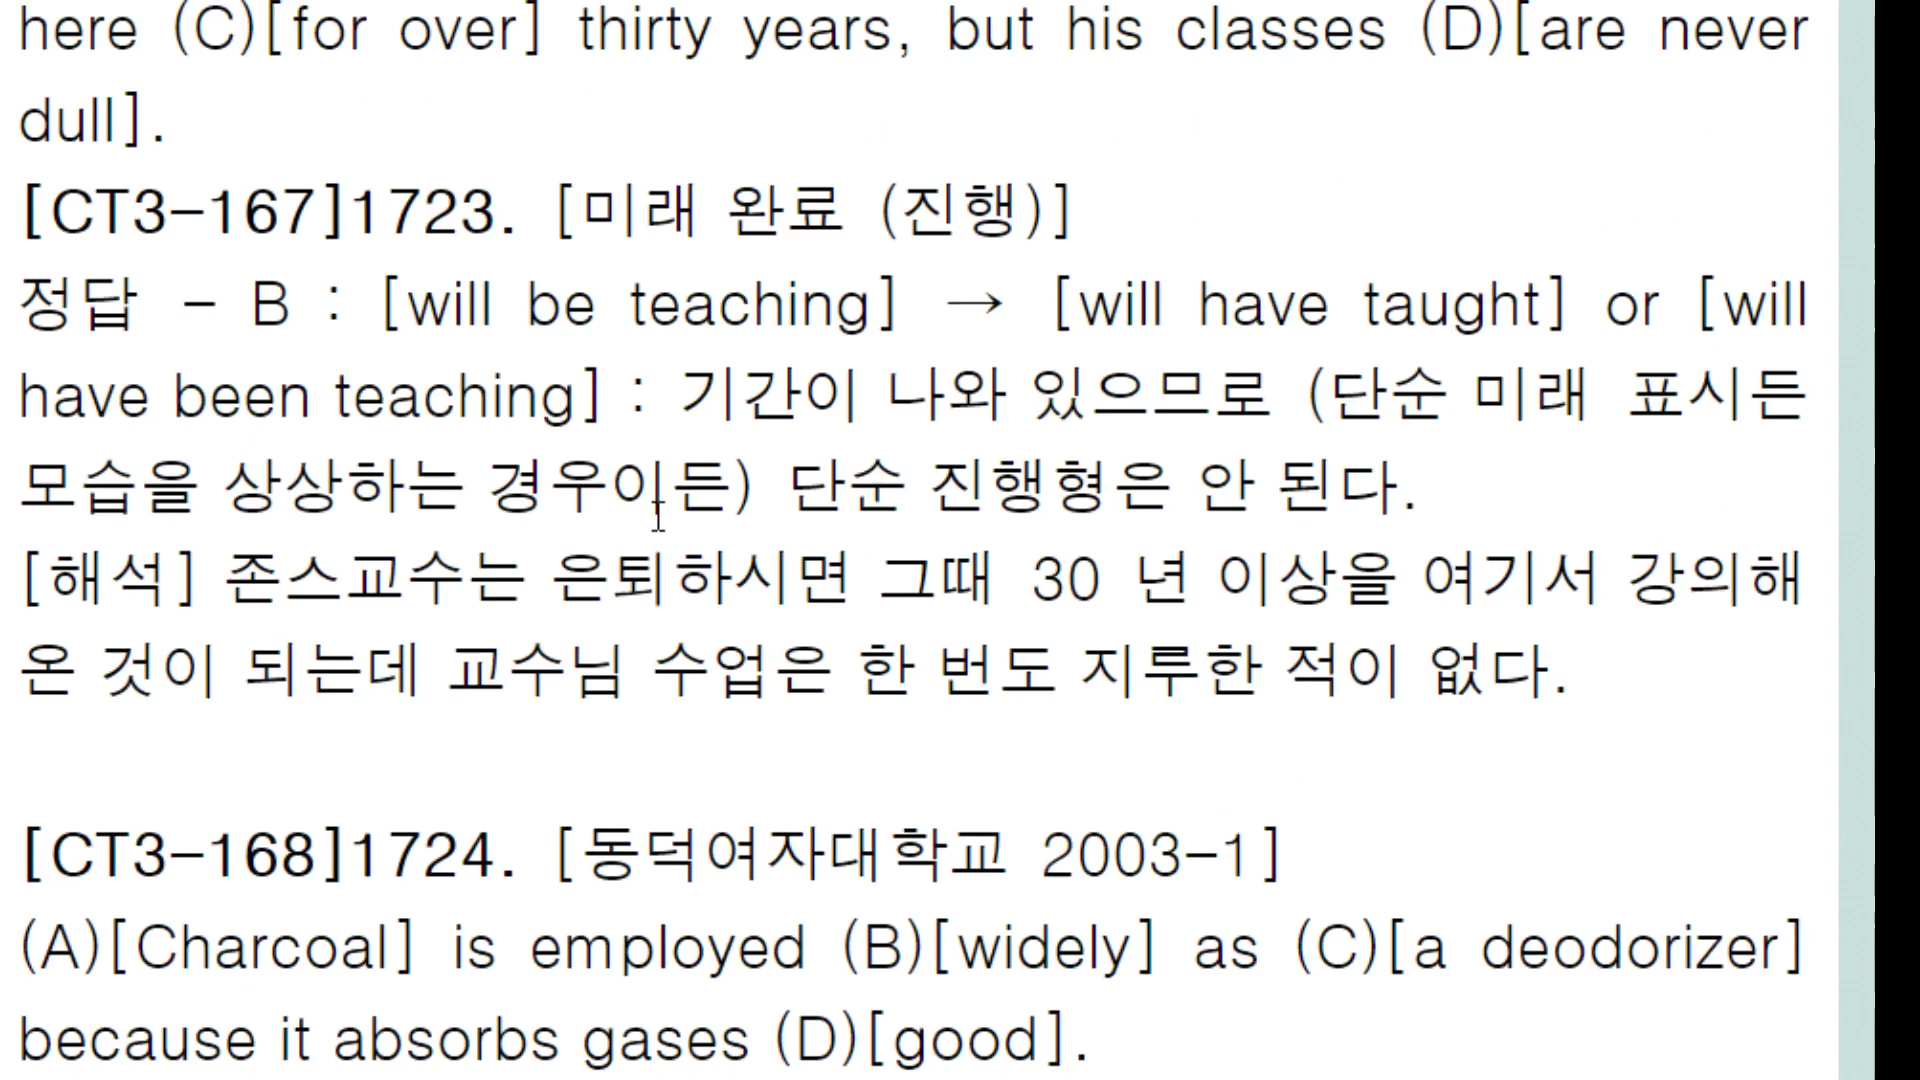 here (C)[for over] thirty years, but his classes (D)[are never
dull].
[CT3-167]1723. [미래 완료 (진행)]
정답 - B : [will be teaching] → [will have taught] or [will
have been teaching] : 기간이 나와 있으므로 (단순 미래 표시든
모습을 상상하는 경우이든) 단순 진행형은 안 된다.
[해석] 존스교수는 은퇴하시면 그때 30 년 이상을 여기서 강의해
온 것이 되는데 교수님 수업은 한 번도 지루한 적이 없다.
[CT3-168]1724. [동덕여자대학교 2003-1]
(A)[Charcoal] is employed (B)[widely] as (C)[a deodorizer]
because it absorbs gases (D)[good].